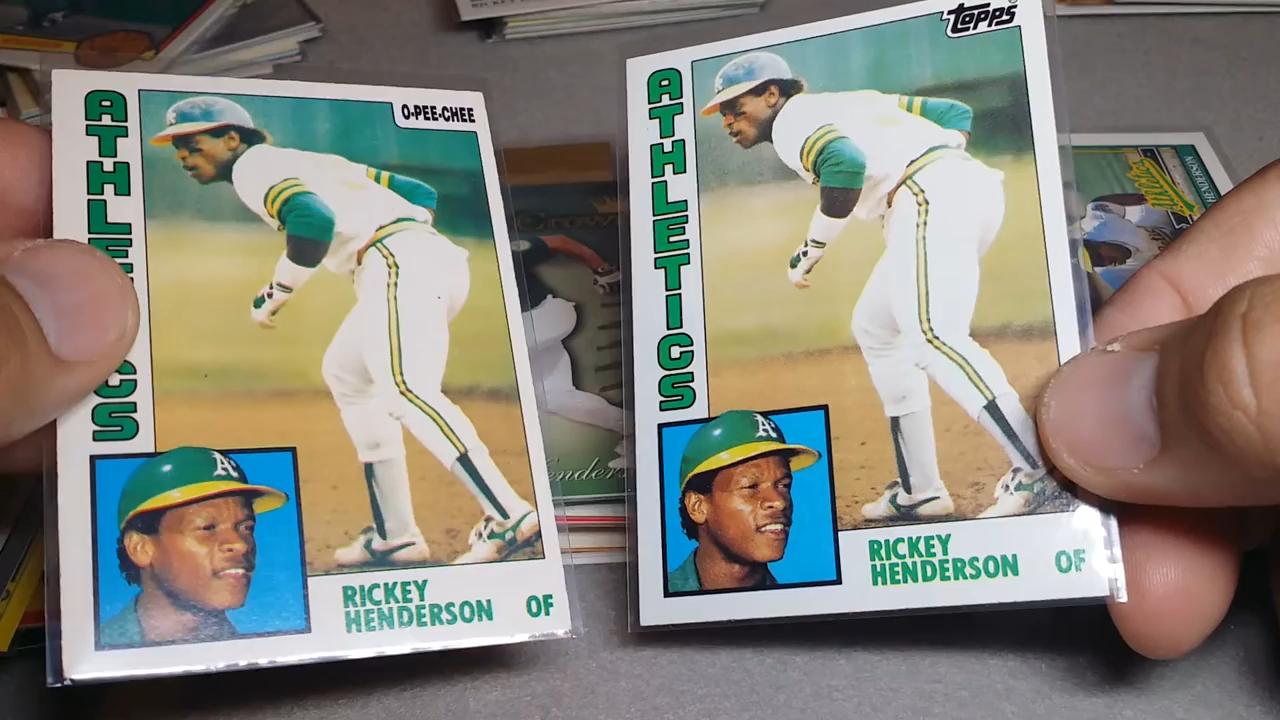 O-PEE-CHEE
ATHLETICS
RICKEY
HENDERSON OF
TOPPS
ATHLETICS
RICKEY
HENDERSON OF
HENDERSON